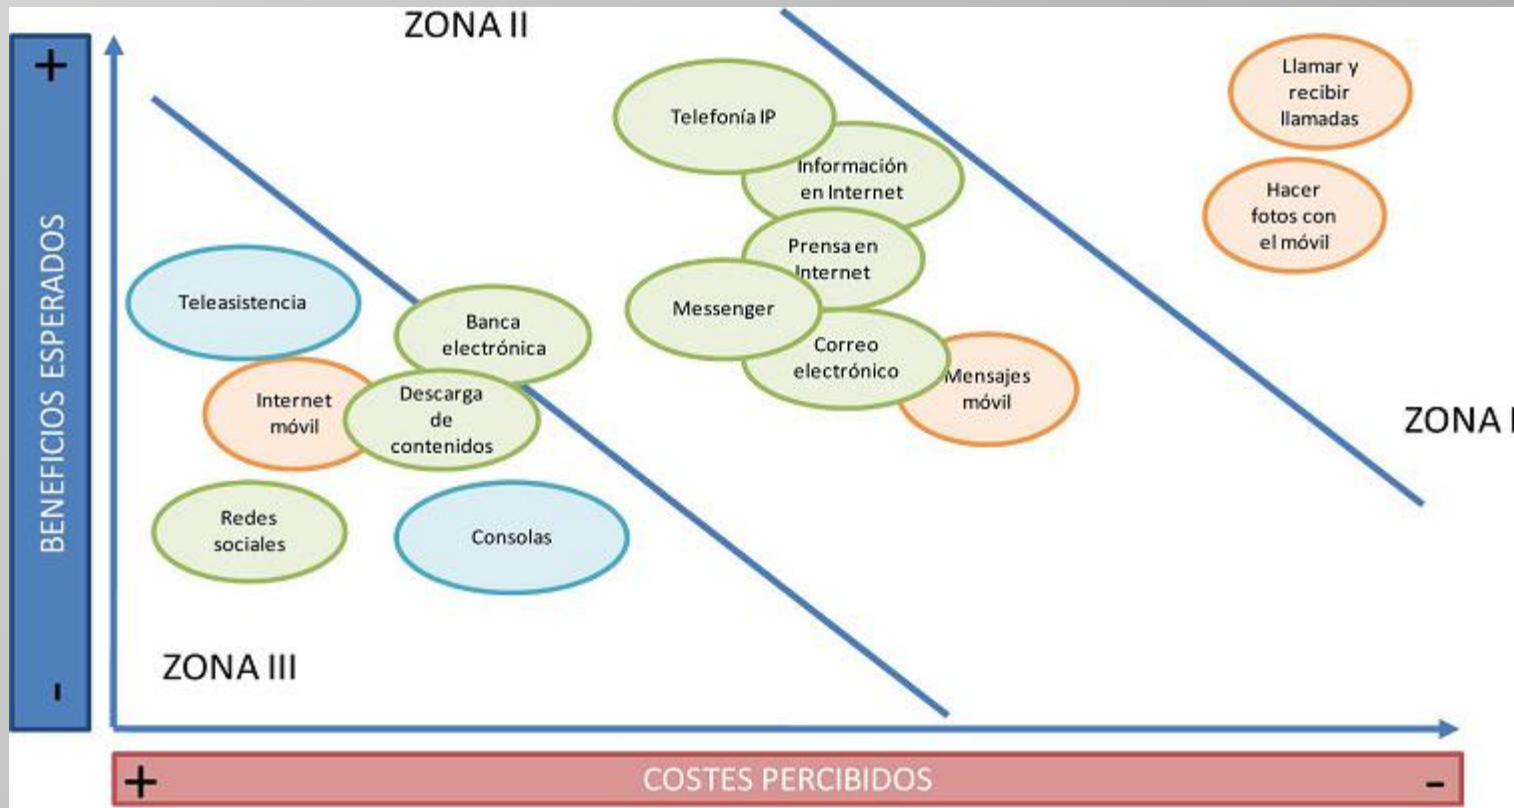 ZONA II
+
Llamar y
recibir
llamadas
Telefonía IP
Información
en Internet
Hacer
fotos con
el móvil
Prensa en
Internet
Teleasistencia
Messenger
Banca
electrónica
Correo
electrónico
Mensajes
móvil
Internet
móvil
Descarga
de
contenidos
ZONA I
Redes
sociales
Consolas
BENEFICIOS ESPERADOS
ZONA III
-
+
COSTES PERCIBIDOS
-